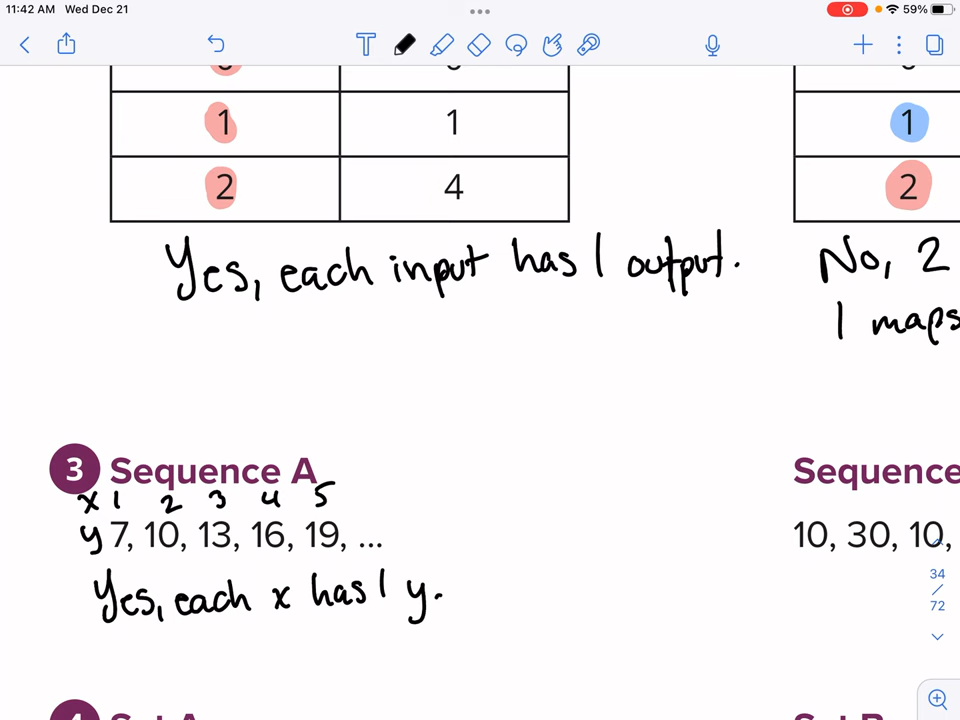 11:42 AM Wed Dec 21
59%
1 1
1
2 4
2
Yes, each input has 1 output.
No, 2
1 maps
3 Sequence A
Sequence
x 1 2 3 4 5
y 7, 10, 13, 16, 19, ...
10, 30, 10,
Yes, each x has 1 y.
34
/
72